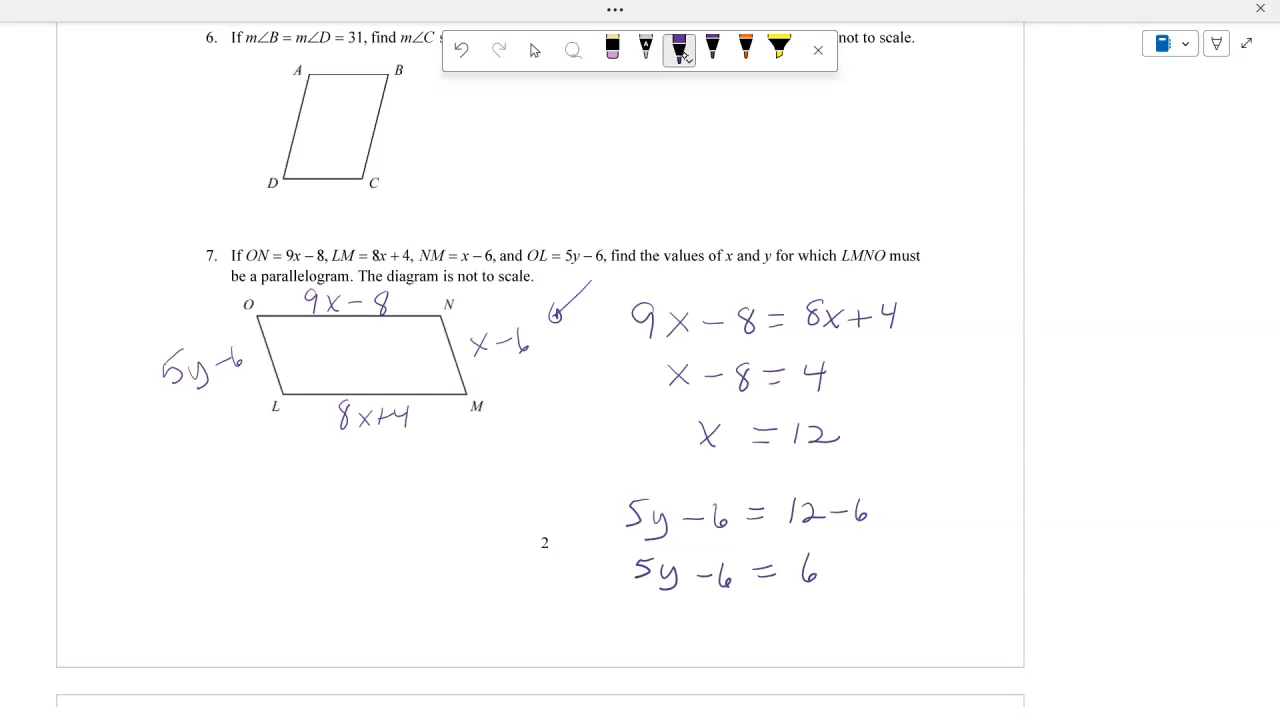 6. If m∠B = m∠D = 31, find m∠C
not to scale.
A
B
D
C
7. If ON = 9x – 8, LM = 8x + 4, NM = x – 6, and OL = 5y – 6, find the values of x and y for which LMNO must
be a parallelogram. The diagram is not to scale.
O
9x – 8
N
5y – 6
x – 6
L
8x+4
M
9x – 8 = 8x+4
x – 8 = 4
x = 12
5y – 6 = 12 – 6
2
5y – 6 = 6